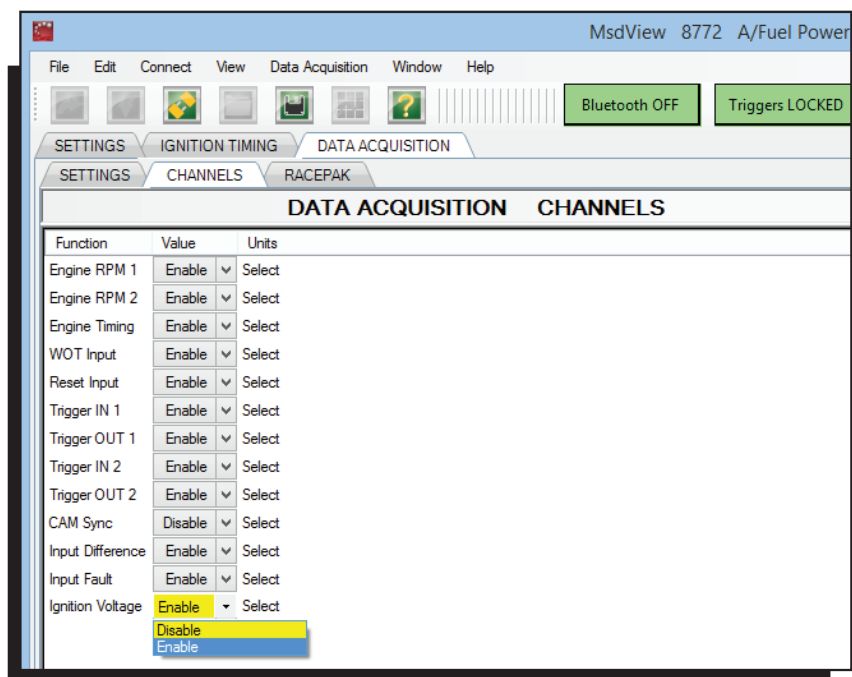 MsdView 8772 A/Fuel Power
File Edit Connect View Data Acquisition Window Help
Bluetooth OFF Triggers LOCKED
SETTINGS IGNITION TIMING DATA ACQUISITION
SETTINGS CHANNELS RACEPAK
DATA ACQUISITION CHANNELS
Function Value Units
Engine RPM 1 Enable Select
Engine RPM 2 Enable Select
Engine Timing Enable Select
WOT Input Enable Select
Reset Input Enable Select
Trigger IN 1 Enable Select
Trigger OUT 1 Enable Select
Trigger IN 2 Enable Select
Trigger OUT 2 Enable Select
CAM Sync Disable Select
Input Difference Enable Select
Input Fault Enable Select
Ignition Voltage Enable Select
Disable
Enable